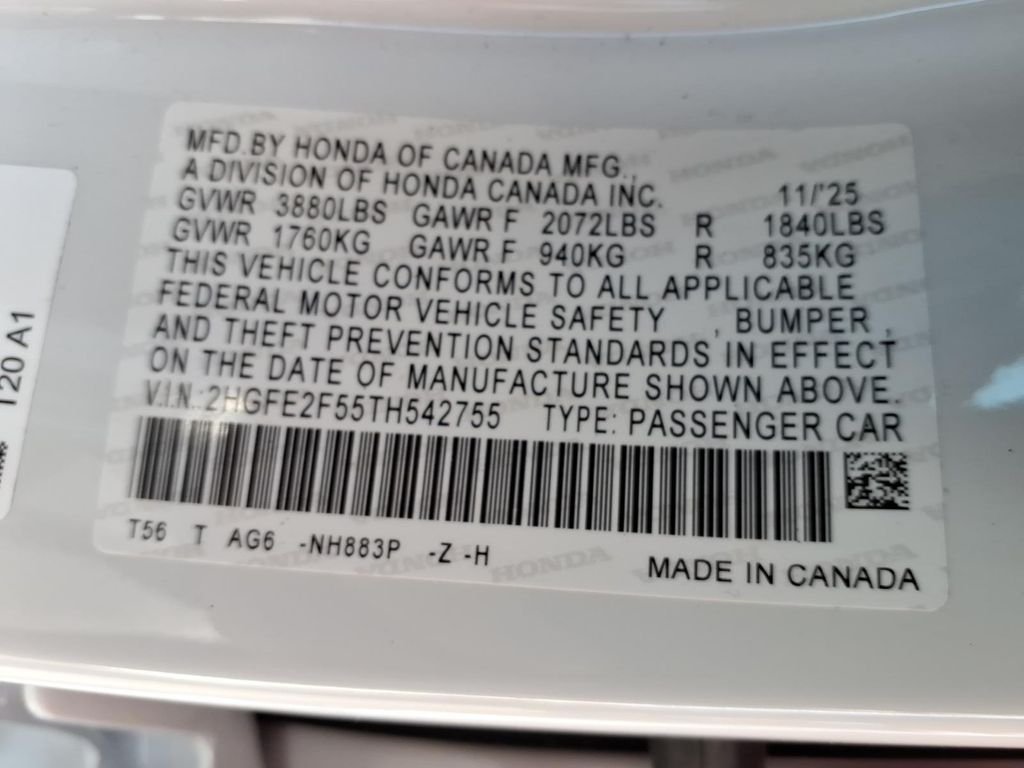 MFD.BY HONDA OF CANADA MFG.,
A DIVISION OF HONDA CANADA INC. 11/'25
GVWR 3880LBS GAWR F 2072LBS R 1840LBS
GVWR 1760KG GAWR F 940KG R 835KG
THIS VEHICLE CONFORMS TO ALL APPLICABLE
FEDERAL MOTOR VEHICLE SAFETY , BUMPER ,
AND THEFT PREVENTION STANDARDS IN EFFECT
ON THE DATE OF MANUFACTURE SHOWN ABOVE.
V.I.N.:2HGFE2F55TH542755 TYPE: PASSENGER CAR
T56 T AG6 -NH883P -Z -H
MADE IN CANADA
120 A1